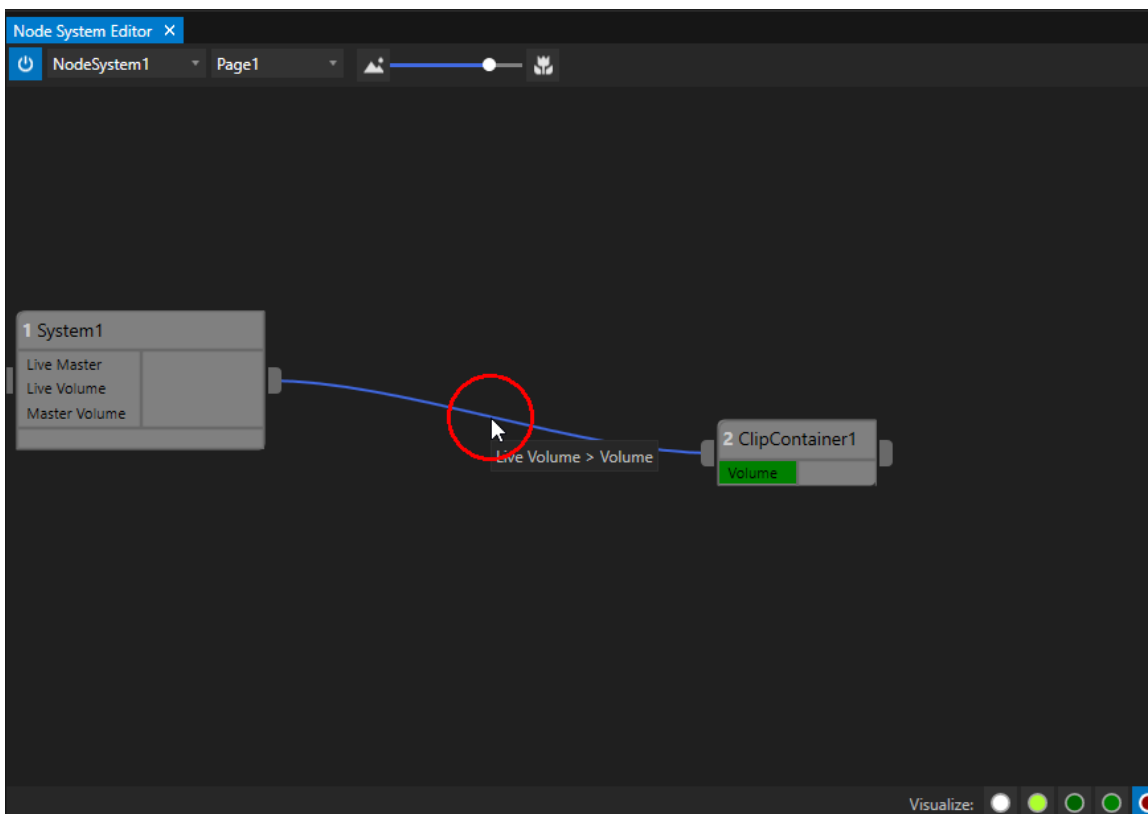 Node System Editor
NodeSystem1 Page1
1 System1
Live Master
Live Volume
Master Volume
Live Volume > Volume
2 ClipContainer1
Volume
Visualize: